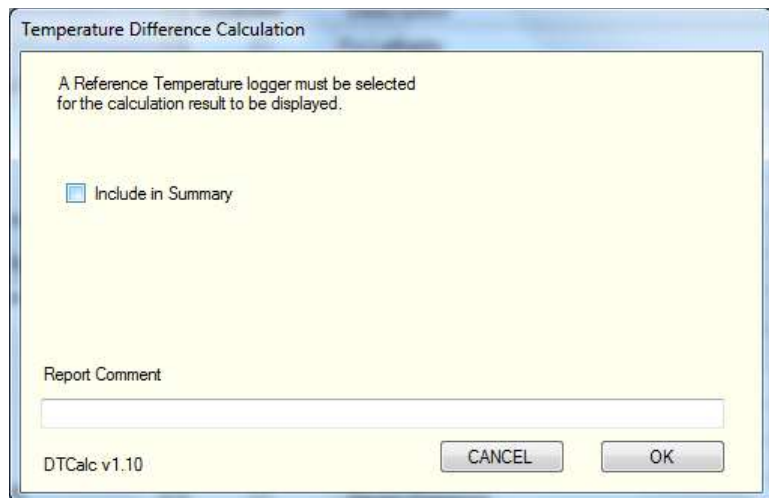 Temperature Difference Calculation
A Reference Temperature logger must be selected
for the calculation result to be displayed.
Include in Summary
Report Comment
DTCalc v1.10
CANCEL
OK